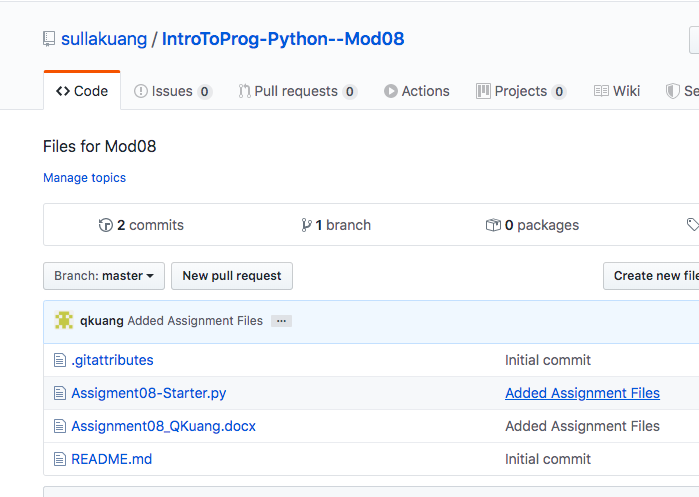 sullakuang / IntroToProg-Python--Mod08
Code Issues 0 Pull requests 0 Actions Projects 0 Wiki Se
Files for Mod08
Manage topics
2 commits 1 branch 0 packages
Branch: master New pull request Create new file
qkuang Added Assignment Files ...
.gitattributes Initial commit
Assigment08-Starter.py Added Assignment Files
Assignment08_QKuang.docx Added Assignment Files
README.md Initial commit